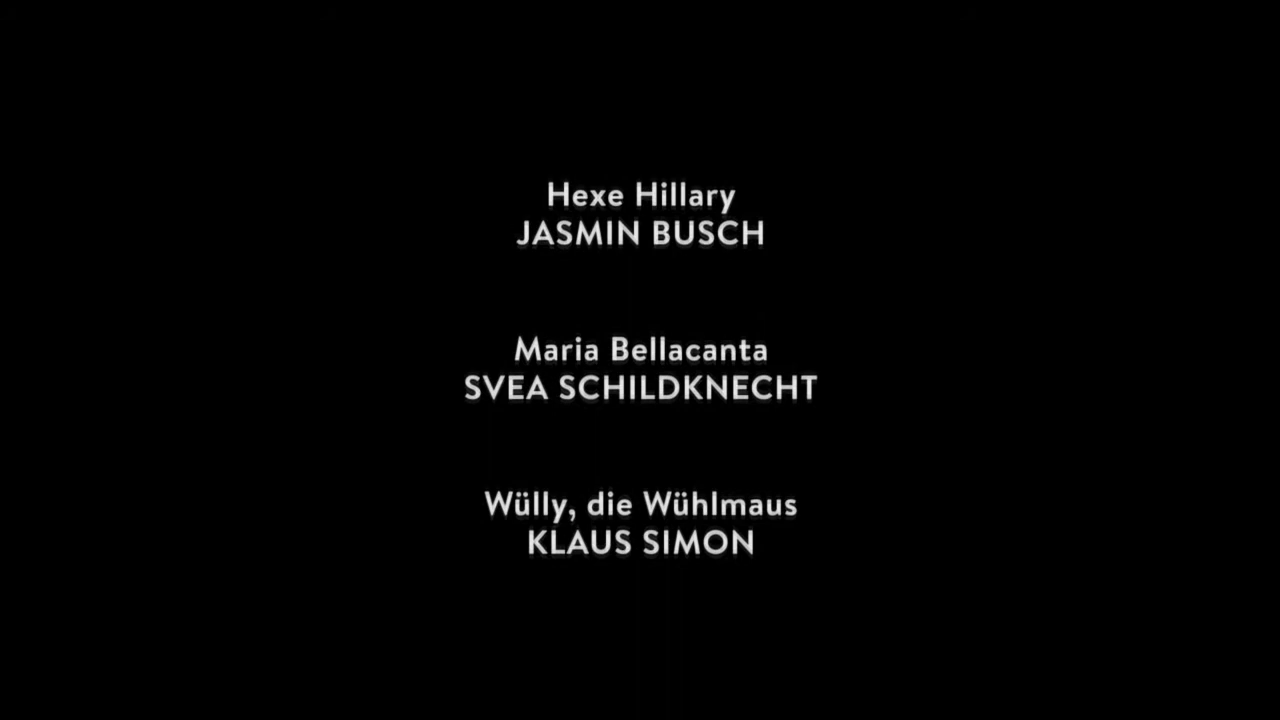 Hexe Hillary
JASMIN BUSCH
Maria Bellacanta
SVEA SCHILDKNECHT
Wülly, die Wühlmaus
KLAUS SIMON